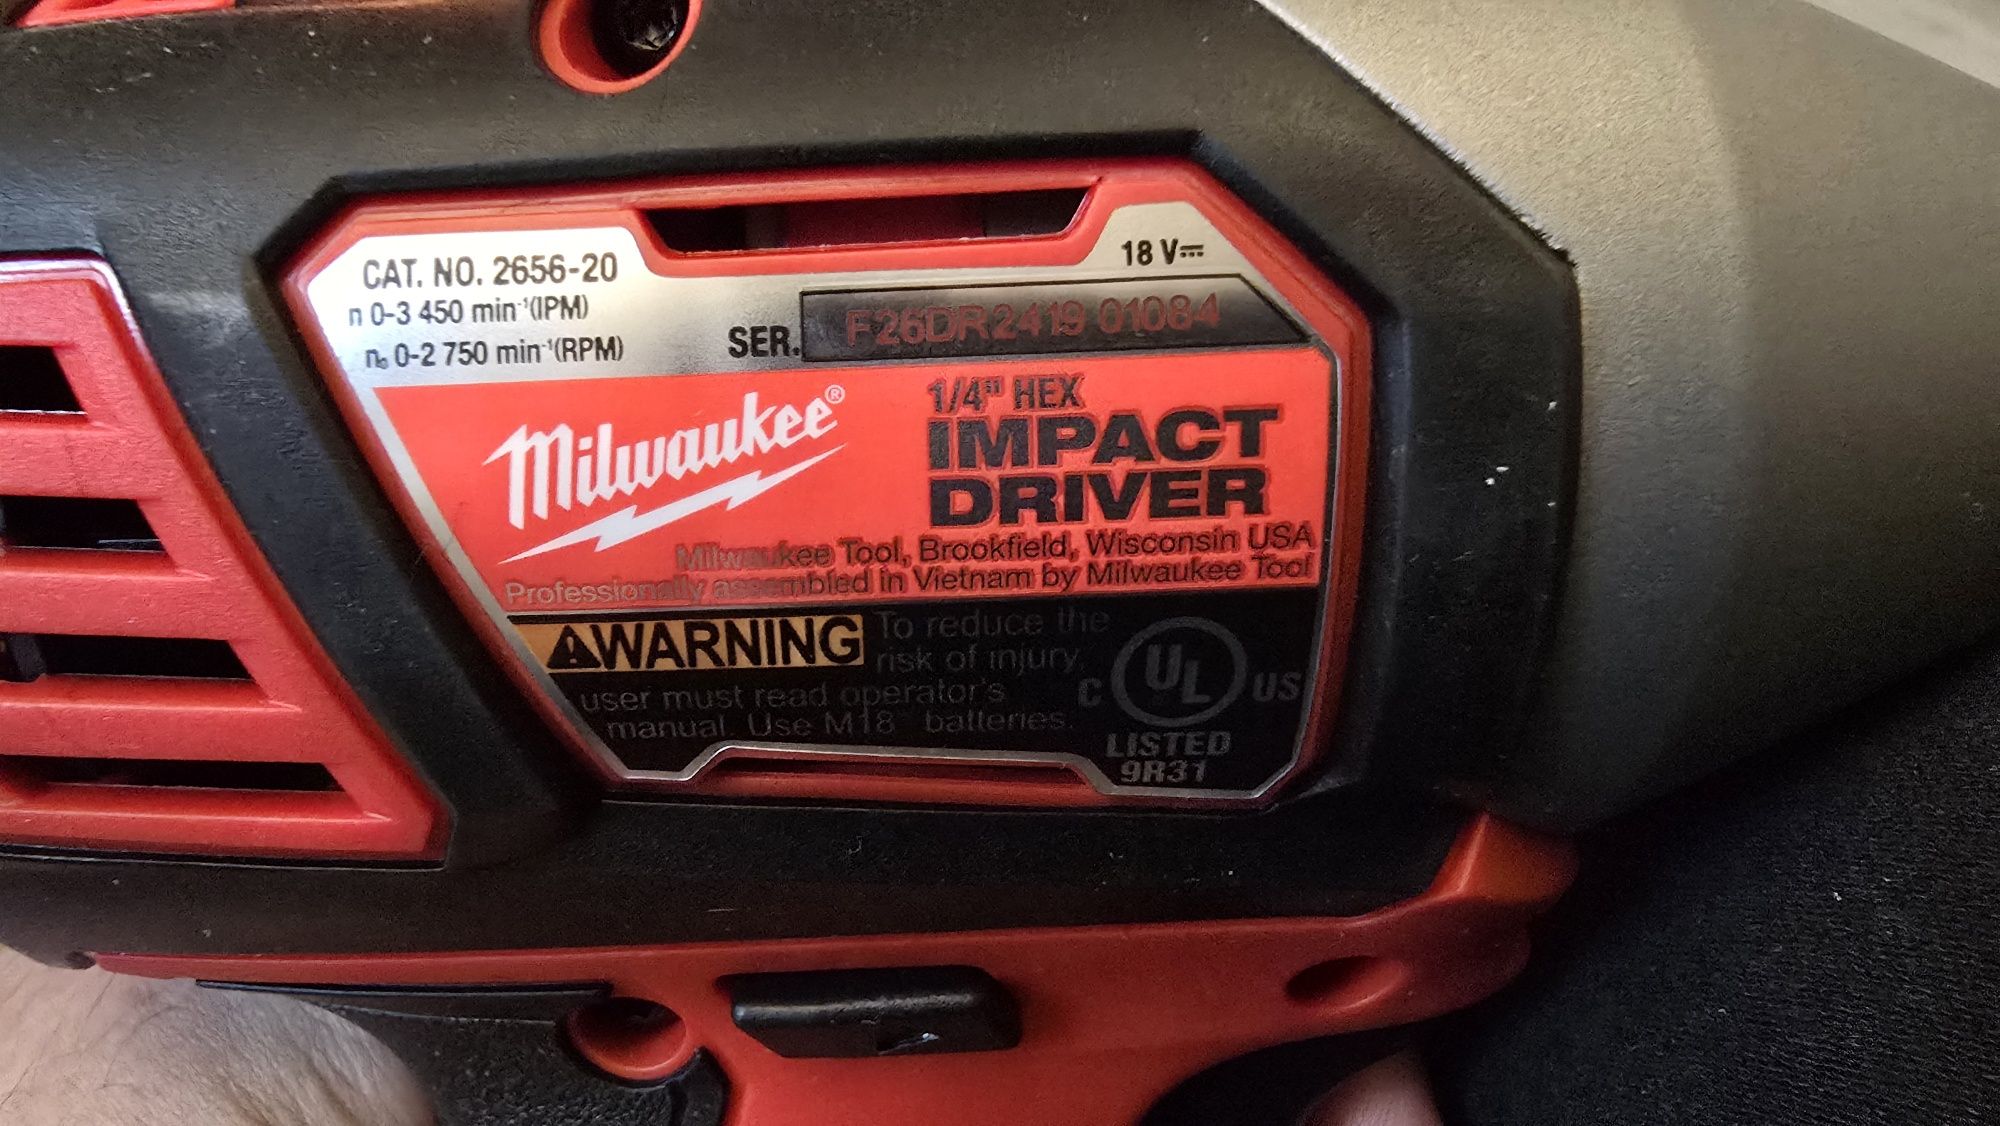 CAT. NO. 2656-20
n 0-3 450 min⁻¹(IPM)
n₀ 0-2 750 min⁻¹(RPM)
18 V⎓
SER. F26DR2419 01084
Milwaukee®
1/4" HEX
IMPACT
DRIVER
Milwaukee Tool, Brookfield, Wisconsin USA
Professionally assembled in Vietnam by Milwaukee Tool
⚠WARNING To reduce the
risk of injury,
user must read operator's
manual. Use M18™ batteries.
C UL US
LISTED
9R31